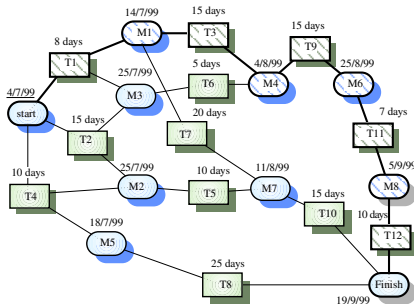 14/7/99
15 days
M1
T3
15 days
8 days
T9
T1
4/8/99
25/8/99
25/7/99
5 days
4/7/99
M3
T6
M4
M6
start
15 days
20 days
7 days
T2
T7
T11
25/7/99
11/8/99
5/9/99
10 days
10 days
M2
T5
M7
15 days
M8
T4
18/7/99
T10
10 days
M5
T12
25 days
T8
Finish
19/9/99